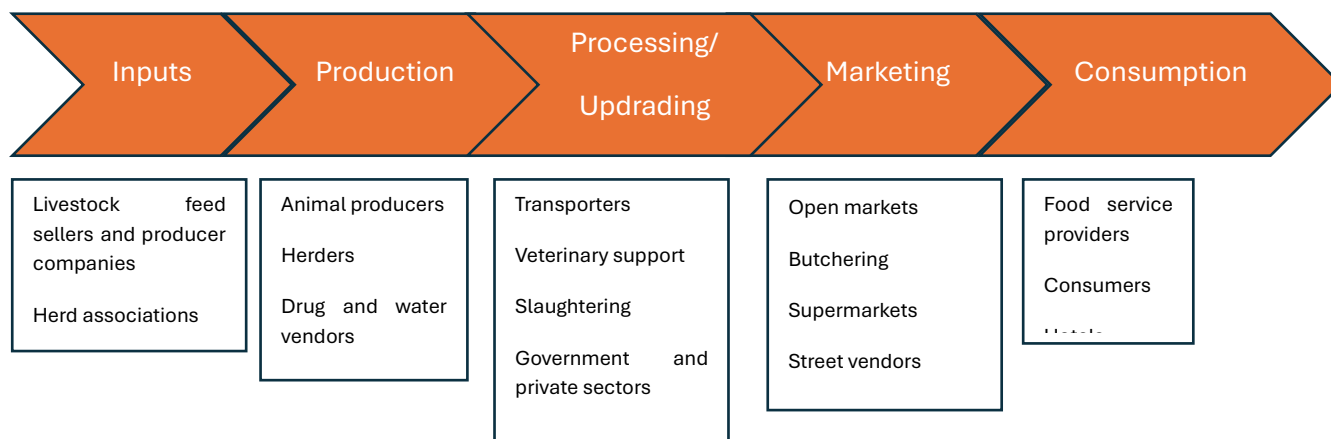 Inputs
Production
Processing/
Updrading
Marketing
Consumption
Livestock feed
sellers and producer
companies
Herd associations
Animal producers
Herders
Drug and water
vendors
Transporters
Veterinary support
Slaughtering
Government and
private sectors
Open markets
Butchering
Supermarkets
Street vendors
Food service
providers
Consumers